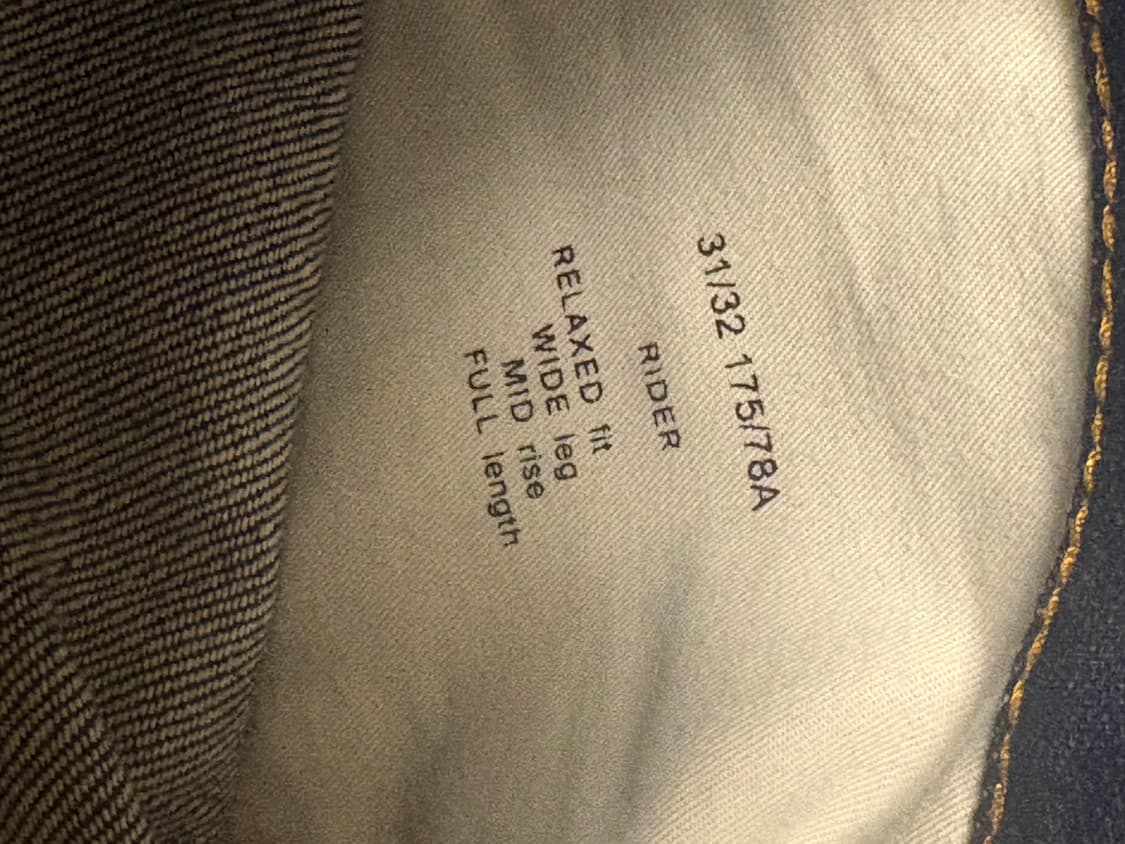 31/32 175/78A
RIDER
RELAXED fit
WIDE leg
MID rise
FULL length